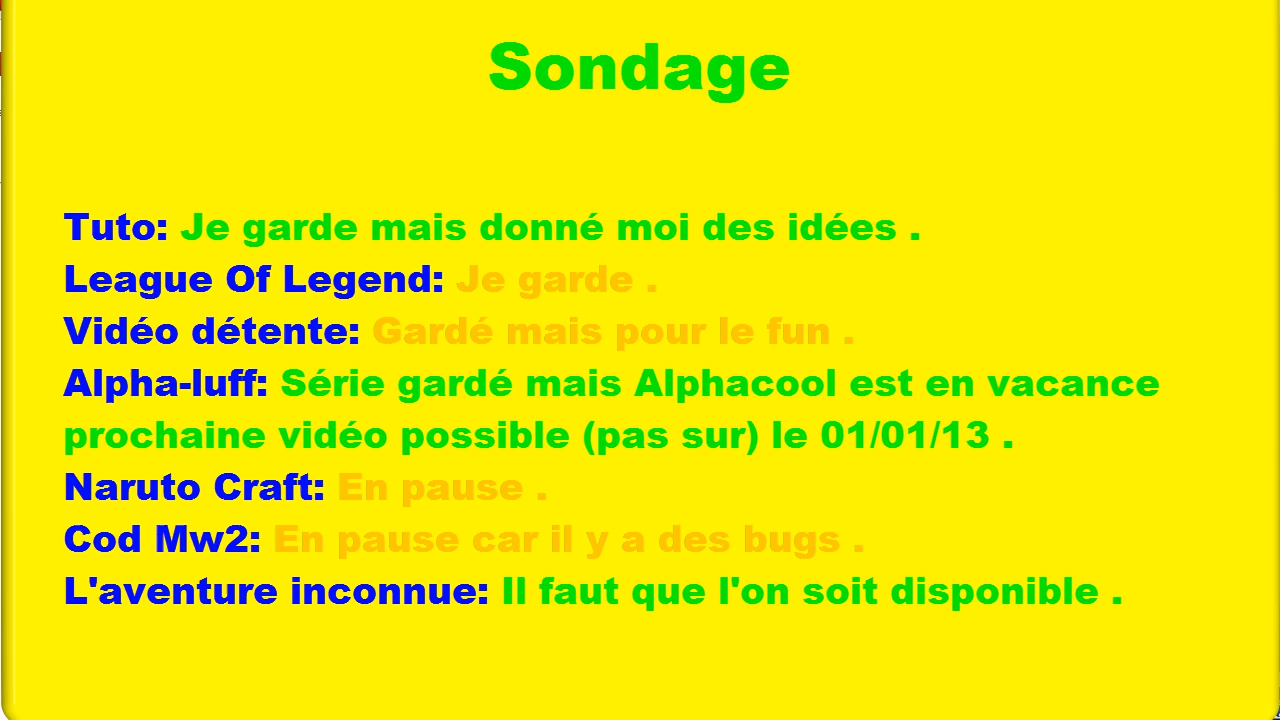 Sondage
Tuto: Je garde mais donné moi des idées .
League Of Legend: Je garde .
Vidéo détente: Gardé mais pour le fun .
Alpha-luff: Série gardé mais Alphacool est en vacance
prochaine vidéo possible (pas sur) le 01/01/13 .
Naruto Craft: En pause .
Cod Mw2: En pause car il y a des bugs .
L'aventure inconnue: Il faut que l'on soit disponible .